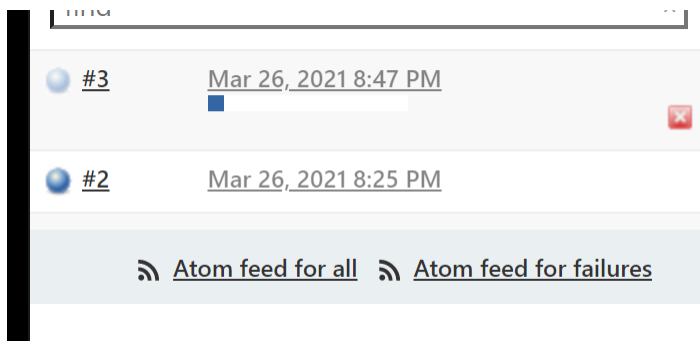 find
#3 Mar 26, 2021 8:47 PM
#2 Mar 26, 2021 8:25 PM
Atom feed for all Atom feed for failures